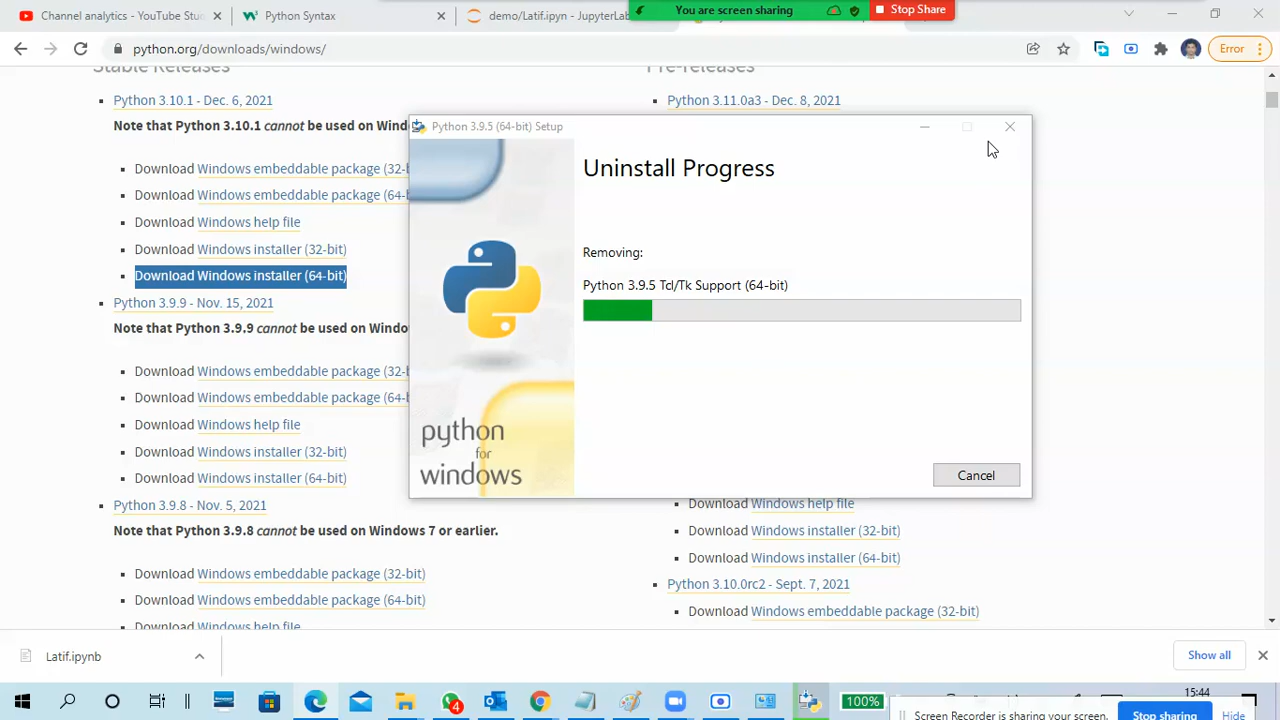 Channel analytics - YouTube Stu
Python Syntax
demo/Latif.ipyn - JupyterLab
You are screen sharing
Stop Share
python.org/downloads/windows/
Error
Stable Releases
Pre-releases
Python 3.10.1 - Dec. 6, 2021
Note that Python 3.10.1 cannot be used on Wind
Download Windows embeddable package (32-b
Download Windows embeddable package (64-b
Download Windows help file
Download Windows installer (32-bit)
Download Windows installer (64-bit)
Python 3.9.9 - Nov. 15, 2021
Note that Python 3.9.9 cannot be used on Windo
Download Windows embeddable package (32-b
Download Windows embeddable package (64-b
Download Windows help file
Download Windows installer (32-bit)
Download Windows installer (64-bit)
Python 3.9.8 - Nov. 5, 2021
Note that Python 3.9.8 cannot be used on Windows 7 or earlier.
Download Windows embeddable package (32-bit)
Download Windows embeddable package (64-bit)
Download Windows help file
Python 3.11.0a3 - Dec. 8, 2021
Python 3.9.5 (64-bit) Setup
Uninstall Progress
Removing:
Python 3.9.5 Tcl/Tk Support (64-bit)
python
for
windows
Cancel
Download Windows help file
Download Windows installer (32-bit)
Download Windows installer (64-bit)
Python 3.10.0rc2 - Sept. 7, 2021
Download Windows embeddable package (32-bit)
Latif.ipynb
Show all
4
100%
15:44
Screen Recorder is sharing your screen.
Stop sharing
Hide